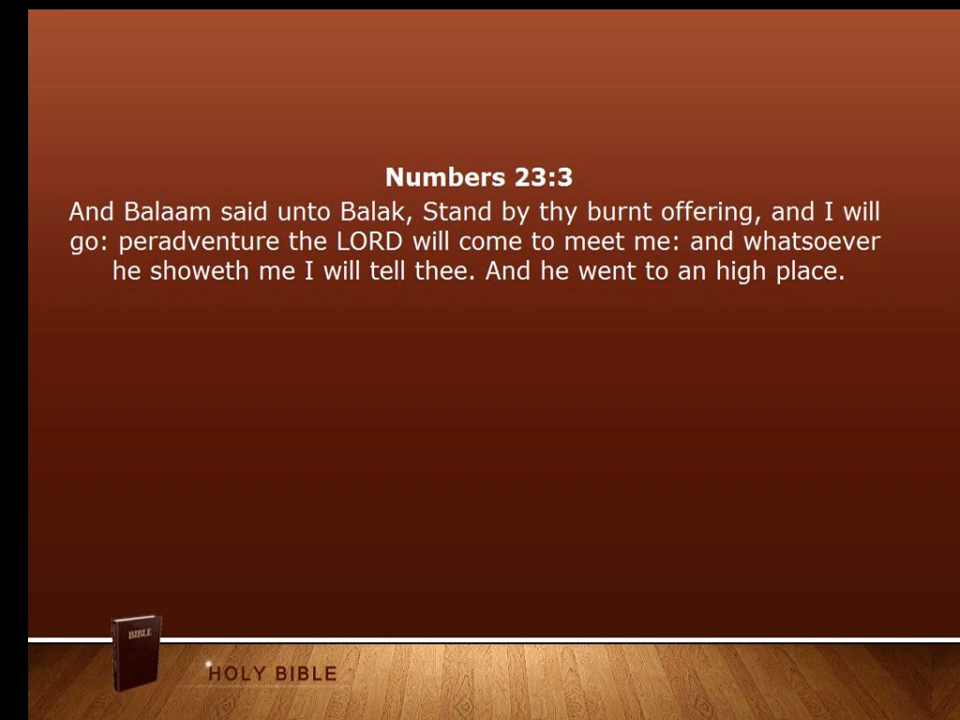 Numbers 23:3
And Balaam said unto Balak, Stand by thy burnt offering, and I will
go: peradventure the LORD will come to meet me: and whatsoever
he showeth me I will tell thee. And he went to an high place.
BIBLE
HOLY BIBLE